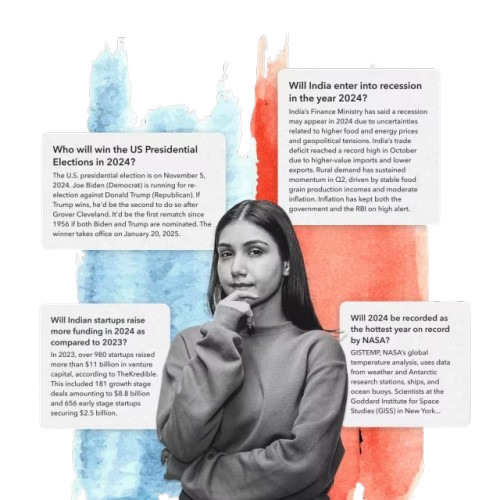 Will India enter into recession
in the year 2024?
India's Finance Ministry has said a recession
may appear in 2024 due to uncertainties
related to higher food and energy prices
and geopolitical tensions. India's trade
deficit reached a record high in October
due to higher-value imports and lower
exports. Rural demand has sustained
momentum in Q2, driven by stable food
grain production incomes and moderate
inflation. Inflation has kept both the
government and the RBI on high alert.
Who will win the US Presidential
Elections in 2024?
The U.S. presidential election is on November 5,
2024. Joe Biden (Democrat) is running for re-
election against Donald Trump (Republican). If
Trump wins, he'd be the second to do so after
Grover Cleveland. It'd be the first rematch since
1956 if both Biden and Trump are nominated. The
winner takes office on January 20, 2025.
Will Indian startups raise
more funding in 2024 as
compared to 2023?
In 2023, over 980 startups raised
more than $11 billion in venture
capital, according to TheKredible.
This included 181 growth stage
deals amounting to $8.8 billion
and 656 early stage startups
securing $2.5 billion.
Will 2024 be recorded as
the hottest year on record
by NASA?
GISTEMP, NASA's global
temperature analysis, uses data
from weather and Antarctic
research stations, ships, and
ocean buoys. Scientists at the
Goddard Institute for Space
Studies (GISS) in New York...